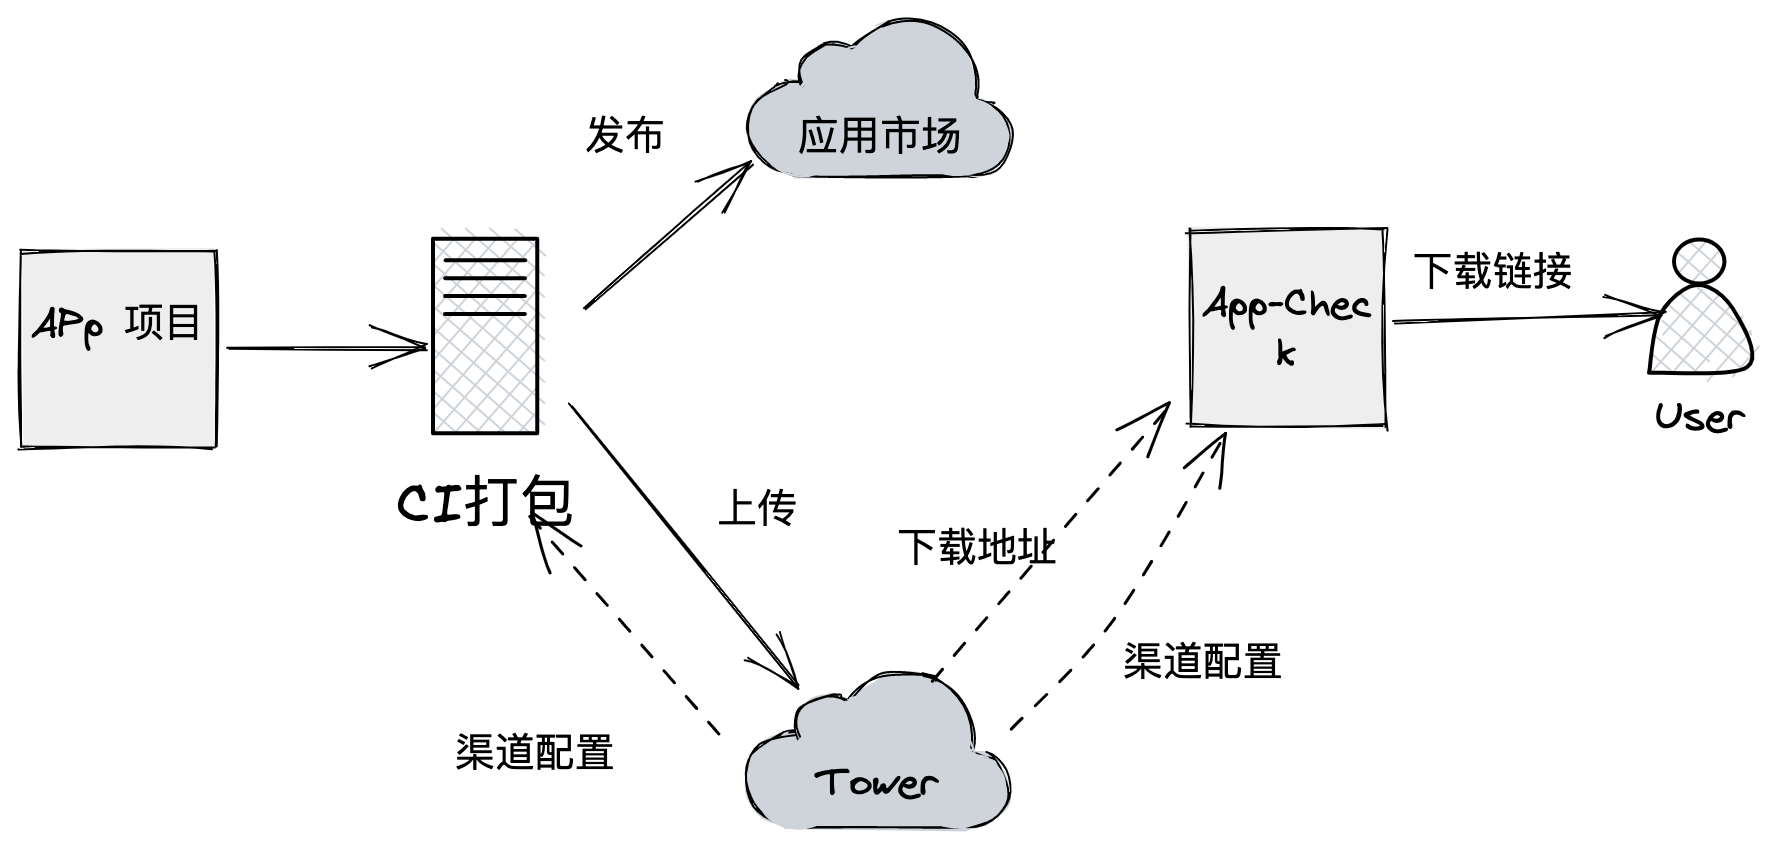 发布
应用市场
APp 项目
CI打包
上传
渠道配置
Tower
下载地址
渠道配置
App-Chec
k
下载链接
User